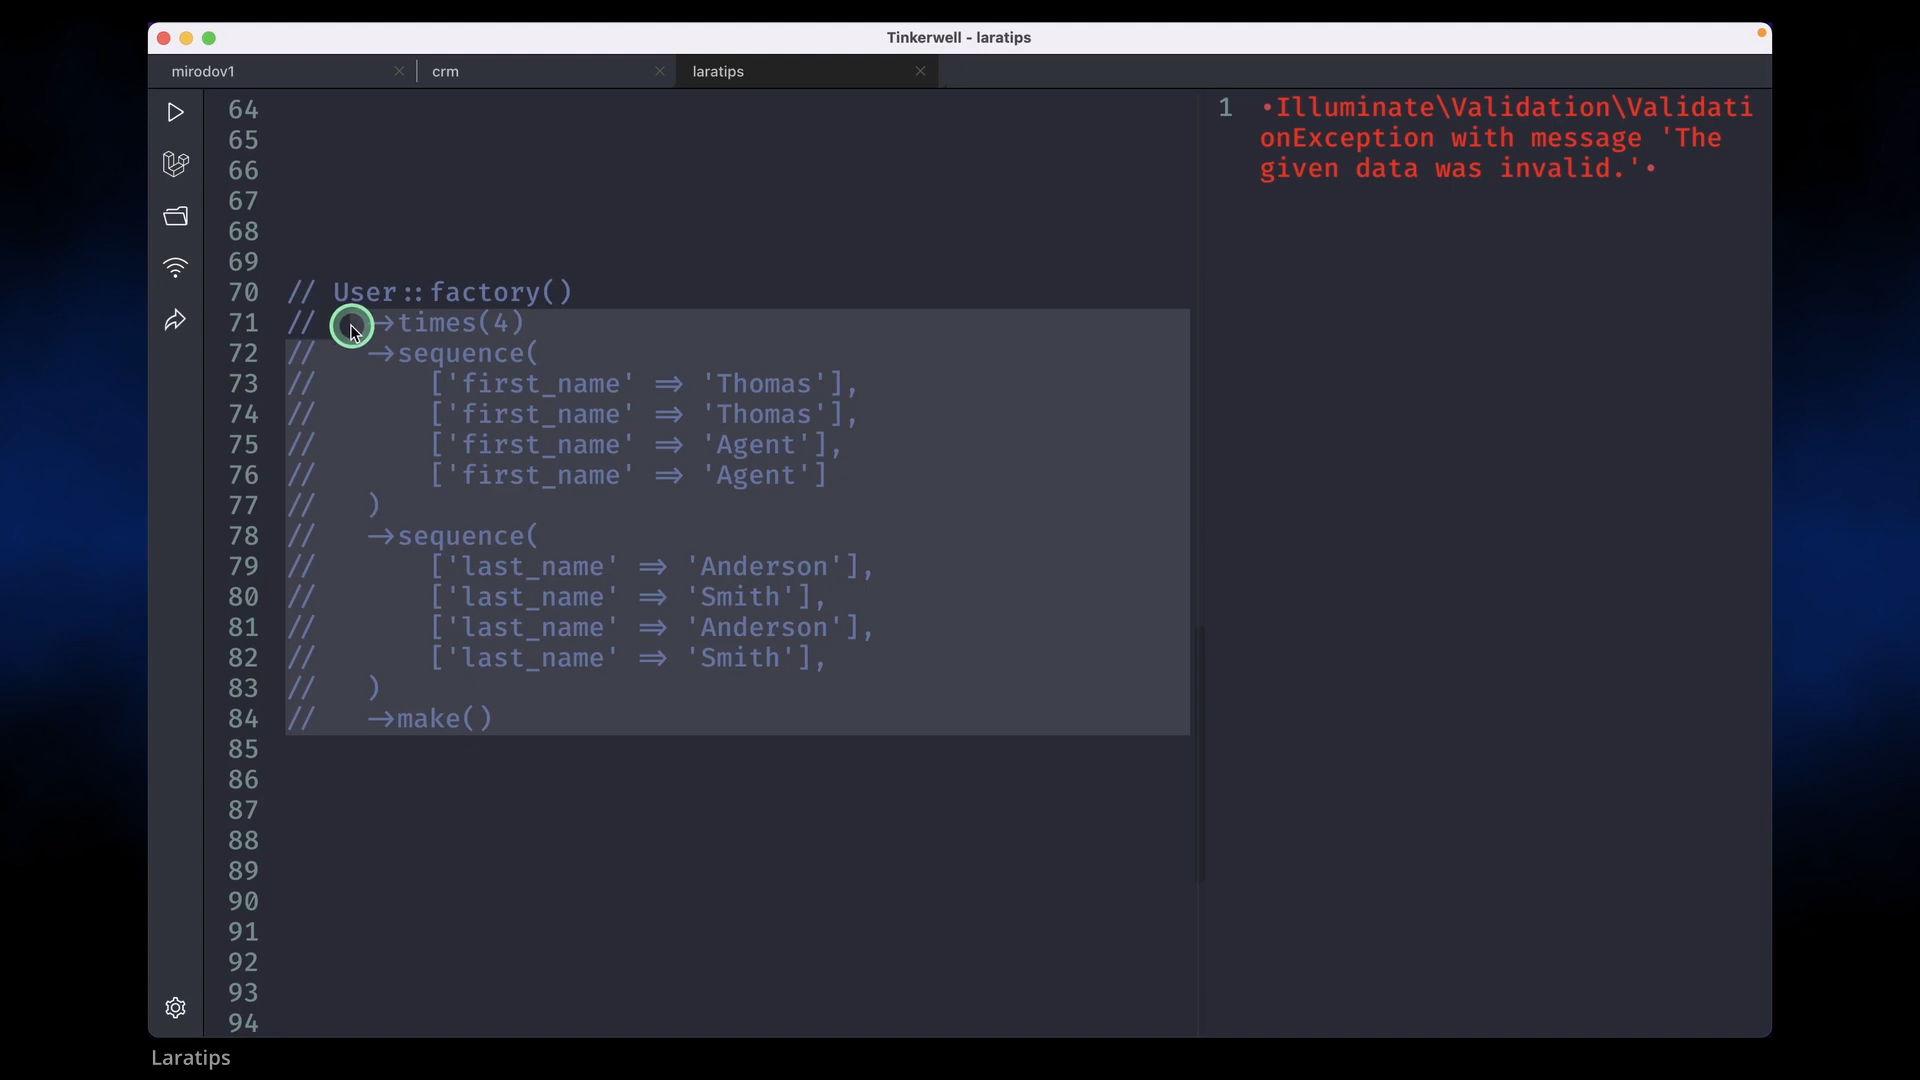 Tinkerwell - laratips
mirodov1
crm
laratips
64
65
66
67
68
69
70 // User::factory()
71 // ->times(4)
72 // ->sequence(
73 // ['first_name' => 'Thomas'],
74 // ['first_name' => 'Thomas'],
75 // ['first_name' => 'Agent'],
76 // ['first_name' => 'Agent']
77 // )
78 // ->sequence(
79 // ['last_name' => 'Anderson'],
80 // ['last_name' => 'Smith'],
81 // ['last_name' => 'Anderson'],
82 // ['last_name' => 'Smith'],
83 // )
84 // ->make()
85
86
87
88
89
90
91
92
93
94
1 •Illuminate\Validation\Validati
onException with message 'The
given data was invalid.'•
Laratips